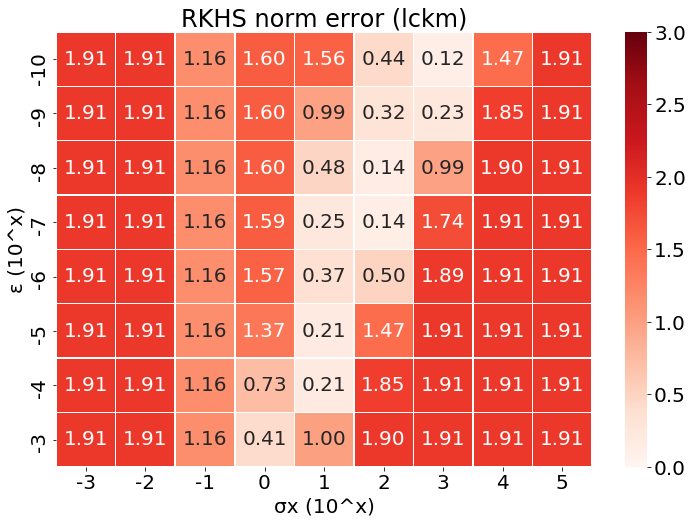 RKHS norm error (lckm)
-10 1.91 1.91 1.16 1.60 1.56 0.44 0.12 1.47 1.91
-9 1.91 1.91 1.16 1.60 0.99 0.32 0.23 1.85 1.91
-8 1.91 1.91 1.16 1.60 0.48 0.14 0.99 1.90 1.91
-7 1.91 1.91 1.16 1.59 0.25 0.14 1.74 1.91 1.91
-6 1.91 1.91 1.16 1.57 0.37 0.50 1.89 1.91 1.91
-5 1.91 1.91 1.16 1.37 0.21 1.47 1.91 1.91 1.91
-4 1.91 1.91 1.16 0.73 0.21 1.85 1.91 1.91 1.91
-3 1.91 1.91 1.16 0.41 1.00 1.90 1.91 1.91 1.91
-3 -2 -1 0 1 2 3 4 5
σx (10^x)
ε (10^x)
3.0
2.5
2.0
1.5
1.0
0.5
0.0